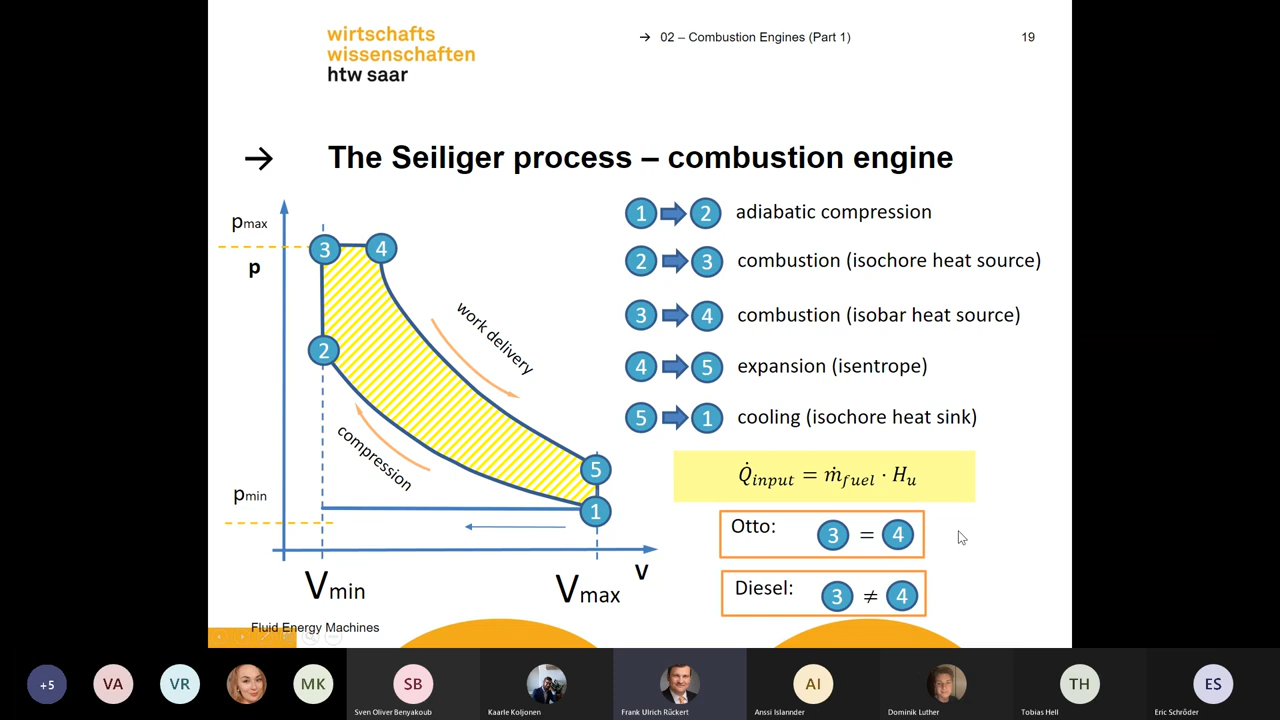 wirtschafts
wissenschaften
htw saar
→ 02 – Combustion Engines (Part 1)
19
→ The Seiliger process – combustion engine
pmax
p
3
4
2
work delivery
compression
5
1
pmin
Vmin
Vmax
v
1 2 adiabatic compression
2 3 combustion (isochore heat source)
3 4 combustion (isobar heat source)
4 5 expansion (isentrope)
5 1 cooling (isochore heat sink)
Q̇input = ṁfuel · Hu
Otto: 3 = 4
Diesel: 3 ≠ 4
Fluid Energy Machines
+5
VA
VR
MK
SB
Sven Oliver Benyakoub
Kaarle Koljonen
Frank Ulrich Rückert
AI
Anssi Islannder
Dominik Luther
TH
Tobias Hell
ES
Eric Schröder